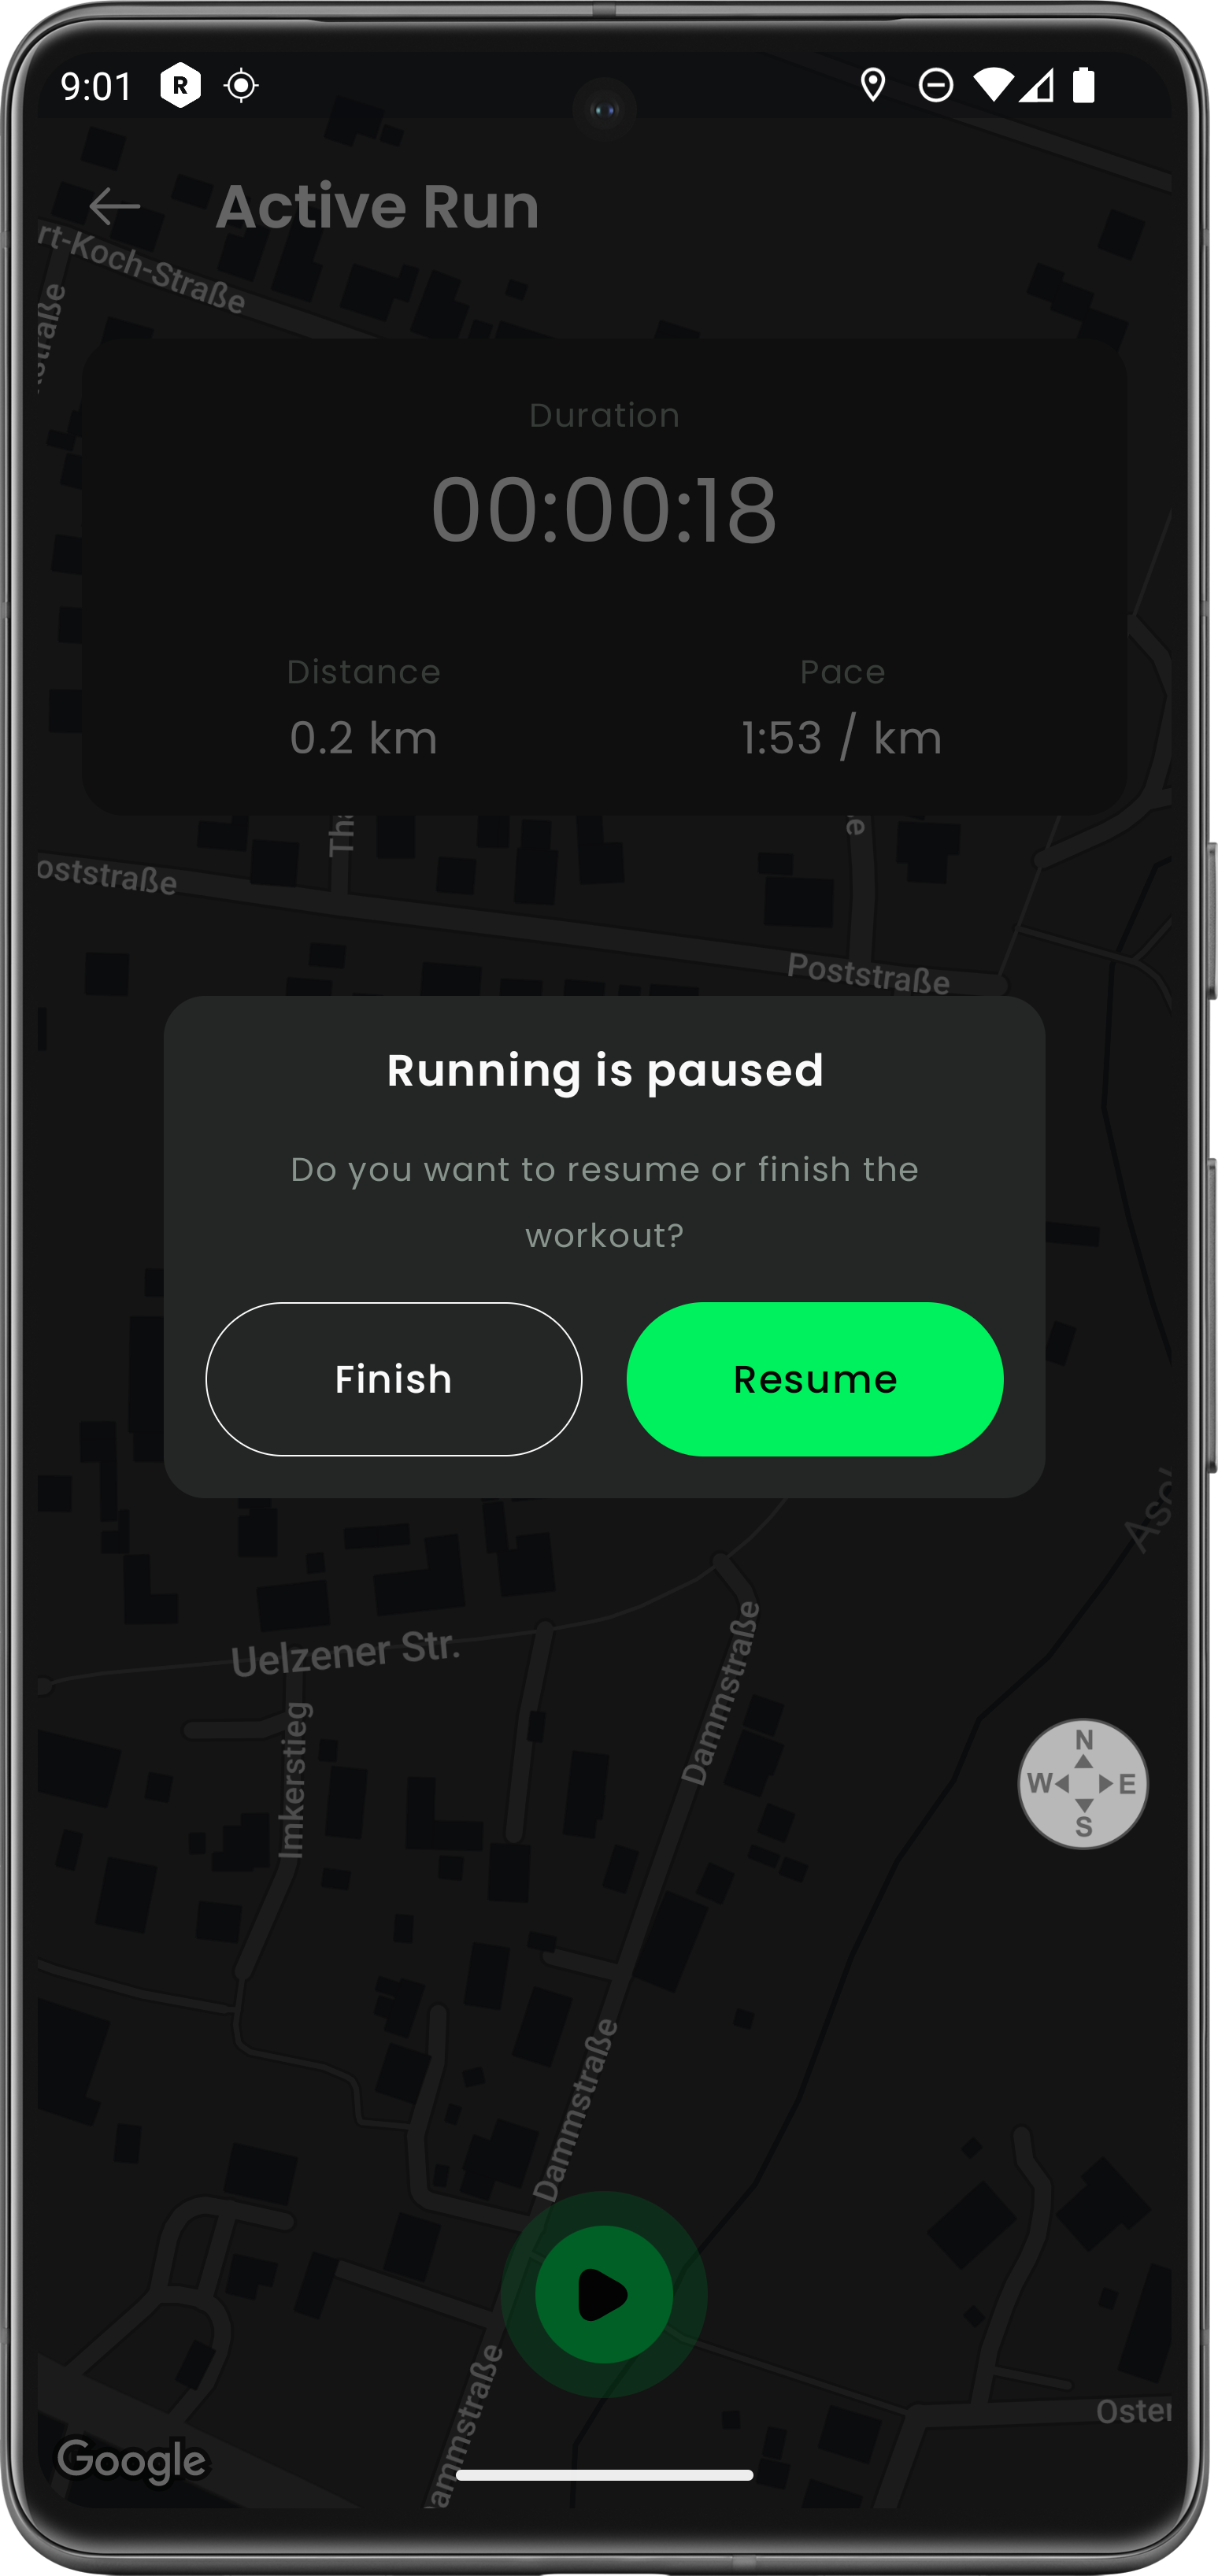 9:01
R
Active Run
rt-Koch-Straße
straße
Duration
00:00:18
Distance
Pace
0.2 km
1:53 / km
Tha
e
oststraße
Poststraße
Running is paused
Do you want to resume or finish the
workout?
Finish
Resume
Uelzener Str.
Dammstraße
Imkerstieg
N
W
E
S
Dammstraße
ammstraße
Oster
Google